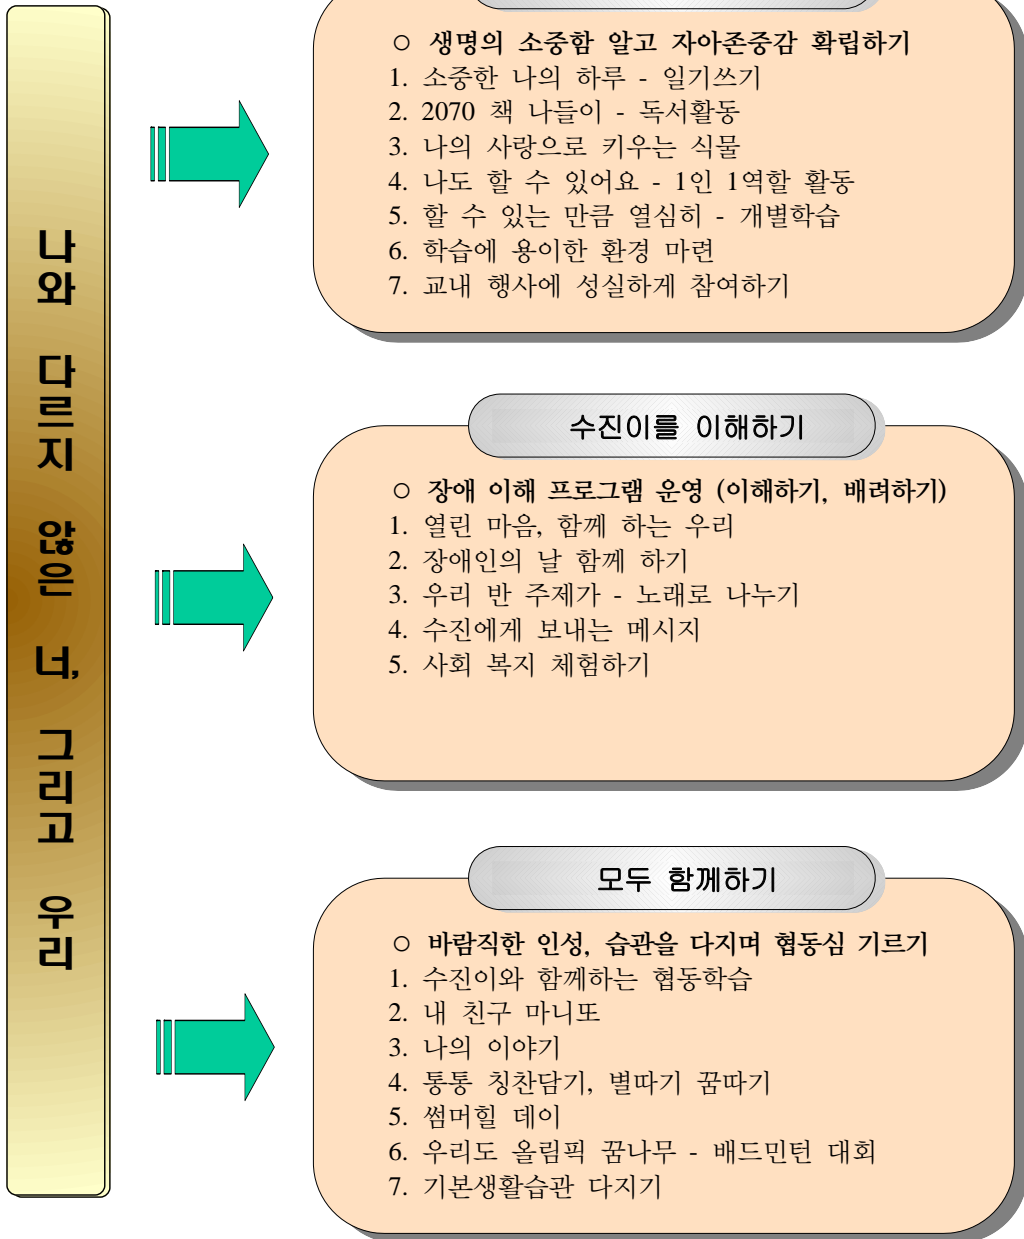 나와 다르지 않은 너, 그리고 우리
○ 생명의 소중함 알고 자아존중감 확립하기
1. 소중한 나의 하루 - 일기쓰기
2. 2070 책 나들이 - 독서활동
3. 나의 사랑으로 키우는 식물
4. 나도 할 수 있어요 - 1인 1역할 활동
5. 할 수 있는 만큼 열심히 - 개별학습
6. 학습에 용이한 환경 마련
7. 교내 행사에 성실하게 참여하기
수진이를 이해하기
○ 장애 이해 프로그램 운영 (이해하기, 배려하기)
1. 열린 마음, 함께 하는 우리
2. 장애인의 날 함께 하기
3. 우리 반 주제가 - 노래로 나누기
4. 수진에게 보내는 메시지
5. 사회 복지 체험하기
모두 함께하기
○ 바람직한 인성, 습관을 다지며 협동심 기르기
1. 수진이와 함께하는 협동학습
2. 내 친구 마니또
3. 나의 이야기
4. 통통 칭찬담기, 별따기 꿈따기
5. 썸머힐 데이
6. 우리도 올림픽 꿈나무 - 배드민턴 대회
7. 기본생활습관 다지기